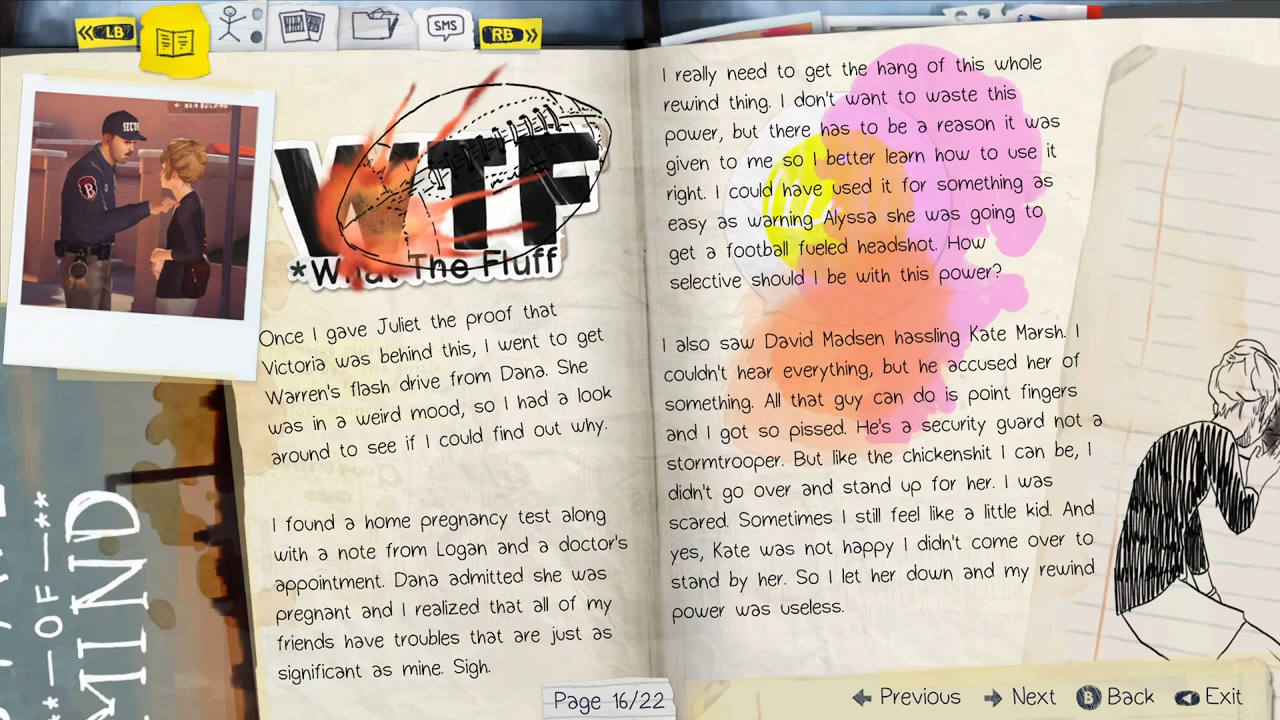 LB
SMS
RB
← MAIN BUILDING
SECU
B
WTF
*What The Fluff
Once I gave Juliet the proof that
Victoria was behind this, I went to get
Warren's flash drive from Dana. She
was in a weird mood, so I had a look
around to see if I could find out why.
I found a home pregnancy test along
with a note from Logan and a doctor's
appointment. Dana admitted she was
pregnant and I realized that all of my
friends have troubles that are just as
significant as mine. Sigh.
I really need to get the hang of this whole
rewind thing. I don't want to waste this
power, but there has to be a reason it was
given to me so I better learn how to use it
right. I could have used it for something as
easy as warning Alyssa she was going to
get a football fueled headshot. How
selective should I be with this power?
I also saw David Madsen hassling Kate Marsh. I
couldn't hear everything, but he accused her of
something. All that guy can do is point fingers
and I got so pissed. He's a security guard not a
stormtrooper. But like the chickenshit I can be, I
didn't go over and stand up for her. I was
scared. Sometimes I still feel like a little kid. And
yes, Kate was not happy I didn't come over to
stand by her. So I let her down and my rewind
power was useless.
OF
MIND
Page 16/22
Previous
Next
B Back
Exit